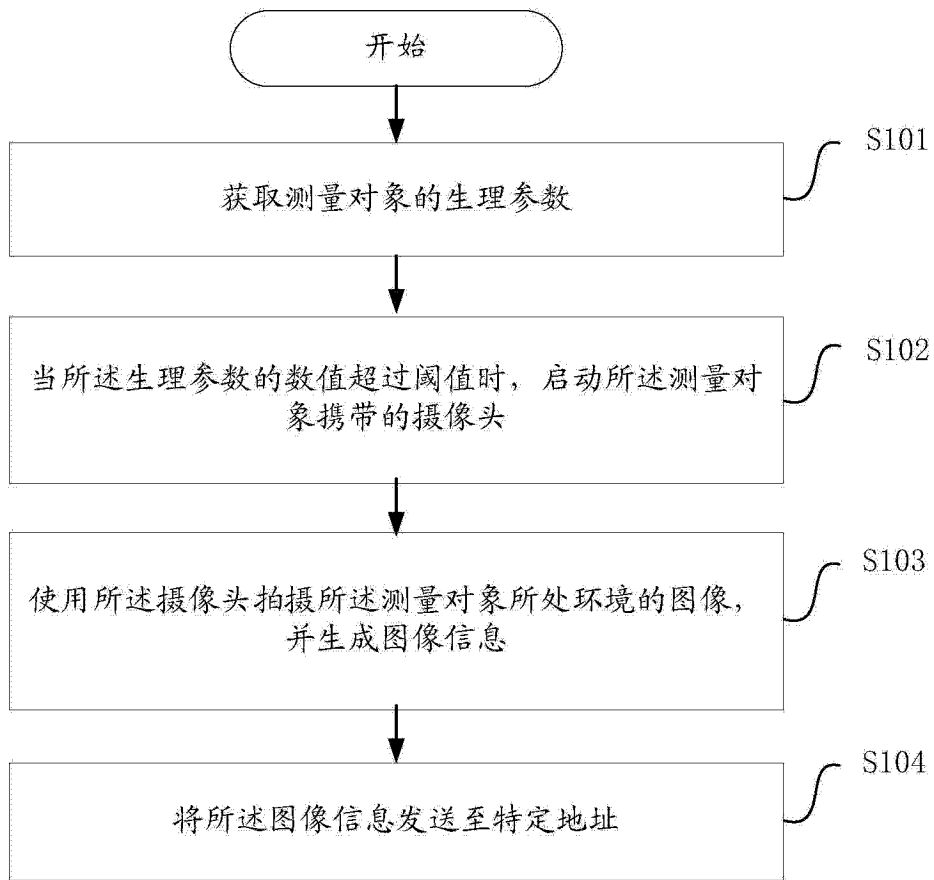 开始
S101
获取测量对象的生理参数
S102
当所述生理参数的数值超过阈值时，启动所述测量对
象携带的摄像头
S103
使用所述摄像头拍摄所述测量对象所处环境的图像，
并生成图像信息
S104
将所述图像信息发送至特定地址